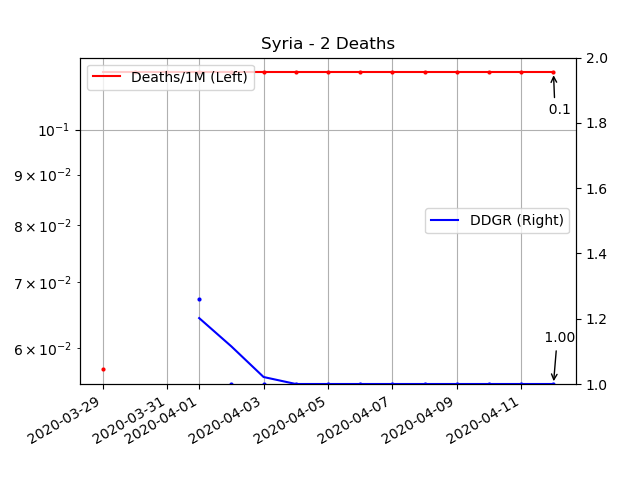 Syria - 2 Deaths
Deaths/1M (Left)
DDGR (Right)
0.1
1.00
10⁻¹
9 × 10⁻²
8 × 10⁻²
7 × 10⁻²
6 × 10⁻²
2.0
1.8
1.6
1.4
1.2
1.0
2020-03-29
2020-03-31
2020-04-01
2020-04-03
2020-04-05
2020-04-07
2020-04-09
2020-04-11